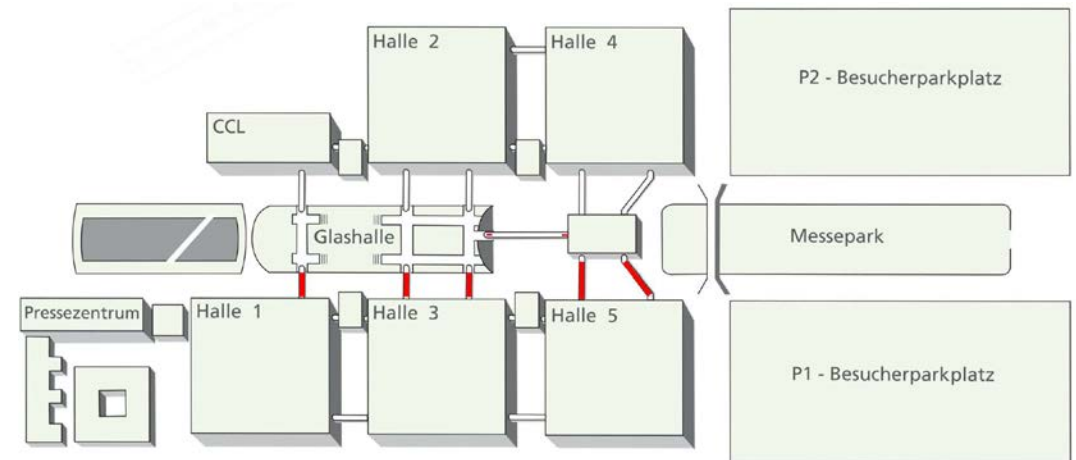 Halle 2
Halle 4
P2 - Besucherparkplatz
CCL
Glashalle
Messepark
Pressezentrum
Halle 1
Halle 3
Halle 5
P1 - Besucherparkplatz